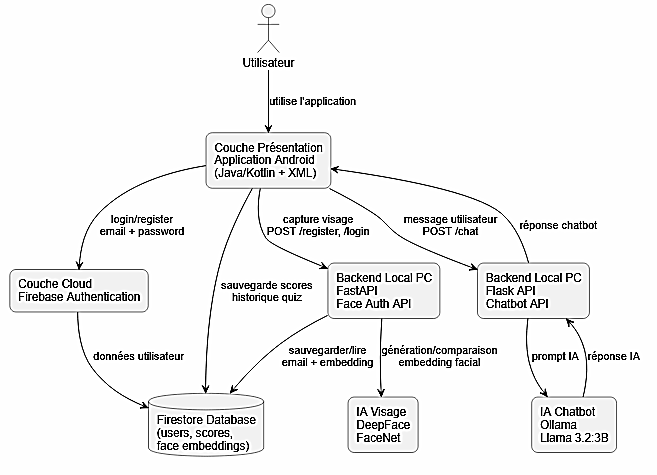 Utilisateur
utilise l'application
Couche Présentation
Application Android
(Java/Kotlin + XML)
login/register
email + password
capture visage
POST /register, /login
message utilisateur
POST /chat
réponse chatbot
Couche Cloud
Firebase Authentication
sauvegarde scores
historique quiz
Backend Local PC
FastAPI
Face Auth API
Backend Local PC
Flask API
Chatbot API
données utilisateur
sauvegarder/lire
email + embedding
génération/comparaison
embedding facial
prompt IA
réponse IA
Firestore Database
(users, scores,
face embeddings)
IA Visage
DeepFace
FaceNet
IA Chatbot
Ollama
Llama 3.2:3B